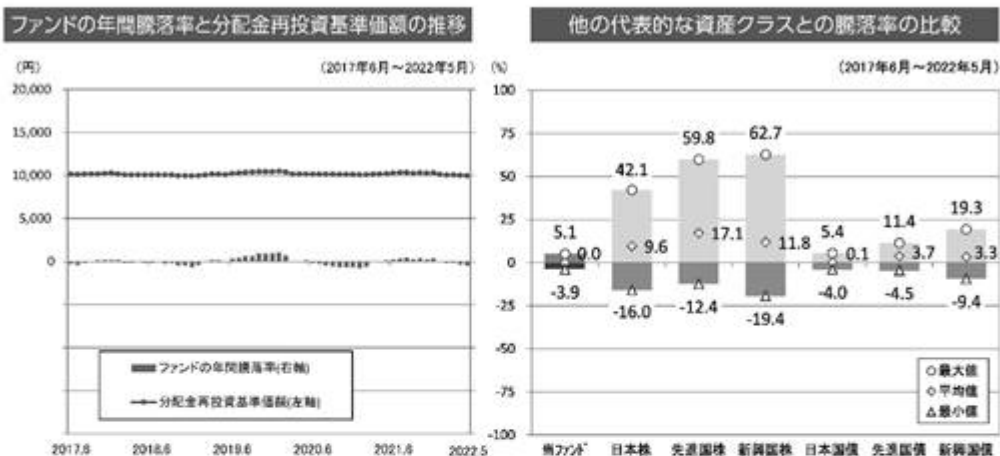 ファンドの年間騰落率と分配金再投資基準価額の推移
(円)
(2017年6月～2022年5月)
20,000
15,000
10,000
5,000
0
ファンドの年間騰落率(右軸)
分配金再投資基準価額(左軸)
2017.6 2018.6 2019.6 2020.6 2021.6 2022.5
他の代表的な資産クラスとの騰落率の比較
(%)
(2017年6月～2022年5月)
100
75
50
25
0
-25
-50
-75
-100
5.1 42.1 59.8 62.7 5.4 11.4 19.3
0.0 9.6 17.1 11.8 0.1 3.7 3.3
-3.9 -16.0 -12.4 -19.4 -4.0 -4.5 -9.4
○最大値
◇平均値
△最小値
当ファンド 日本株 先進国株 新興国株 日本国債 先進国債 新興国債